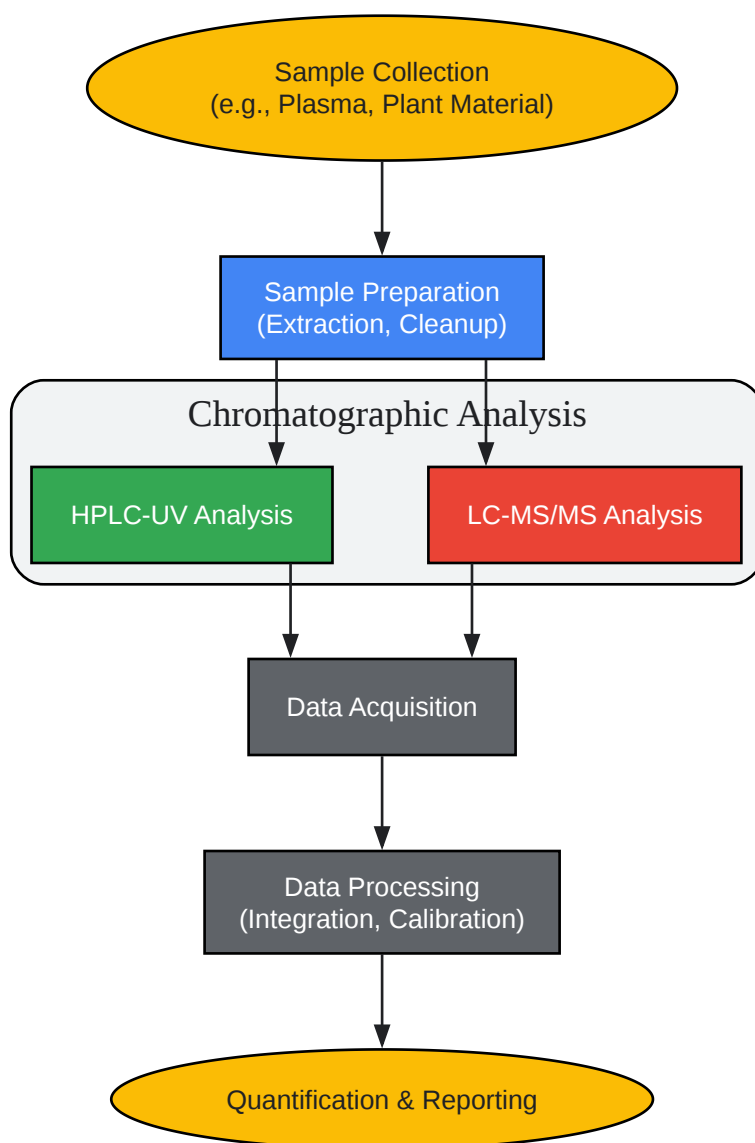 Sample Collection
(e.g., Plasma, Plant Material)
Sample Preparation
(Extraction, Cleanup)
Chromatographic Analysis
HPLC-UV Analysis
LC-MS/MS Analysis
Data Acquisition
Data Processing
(Integration, Calibration)
Quantification & Reporting